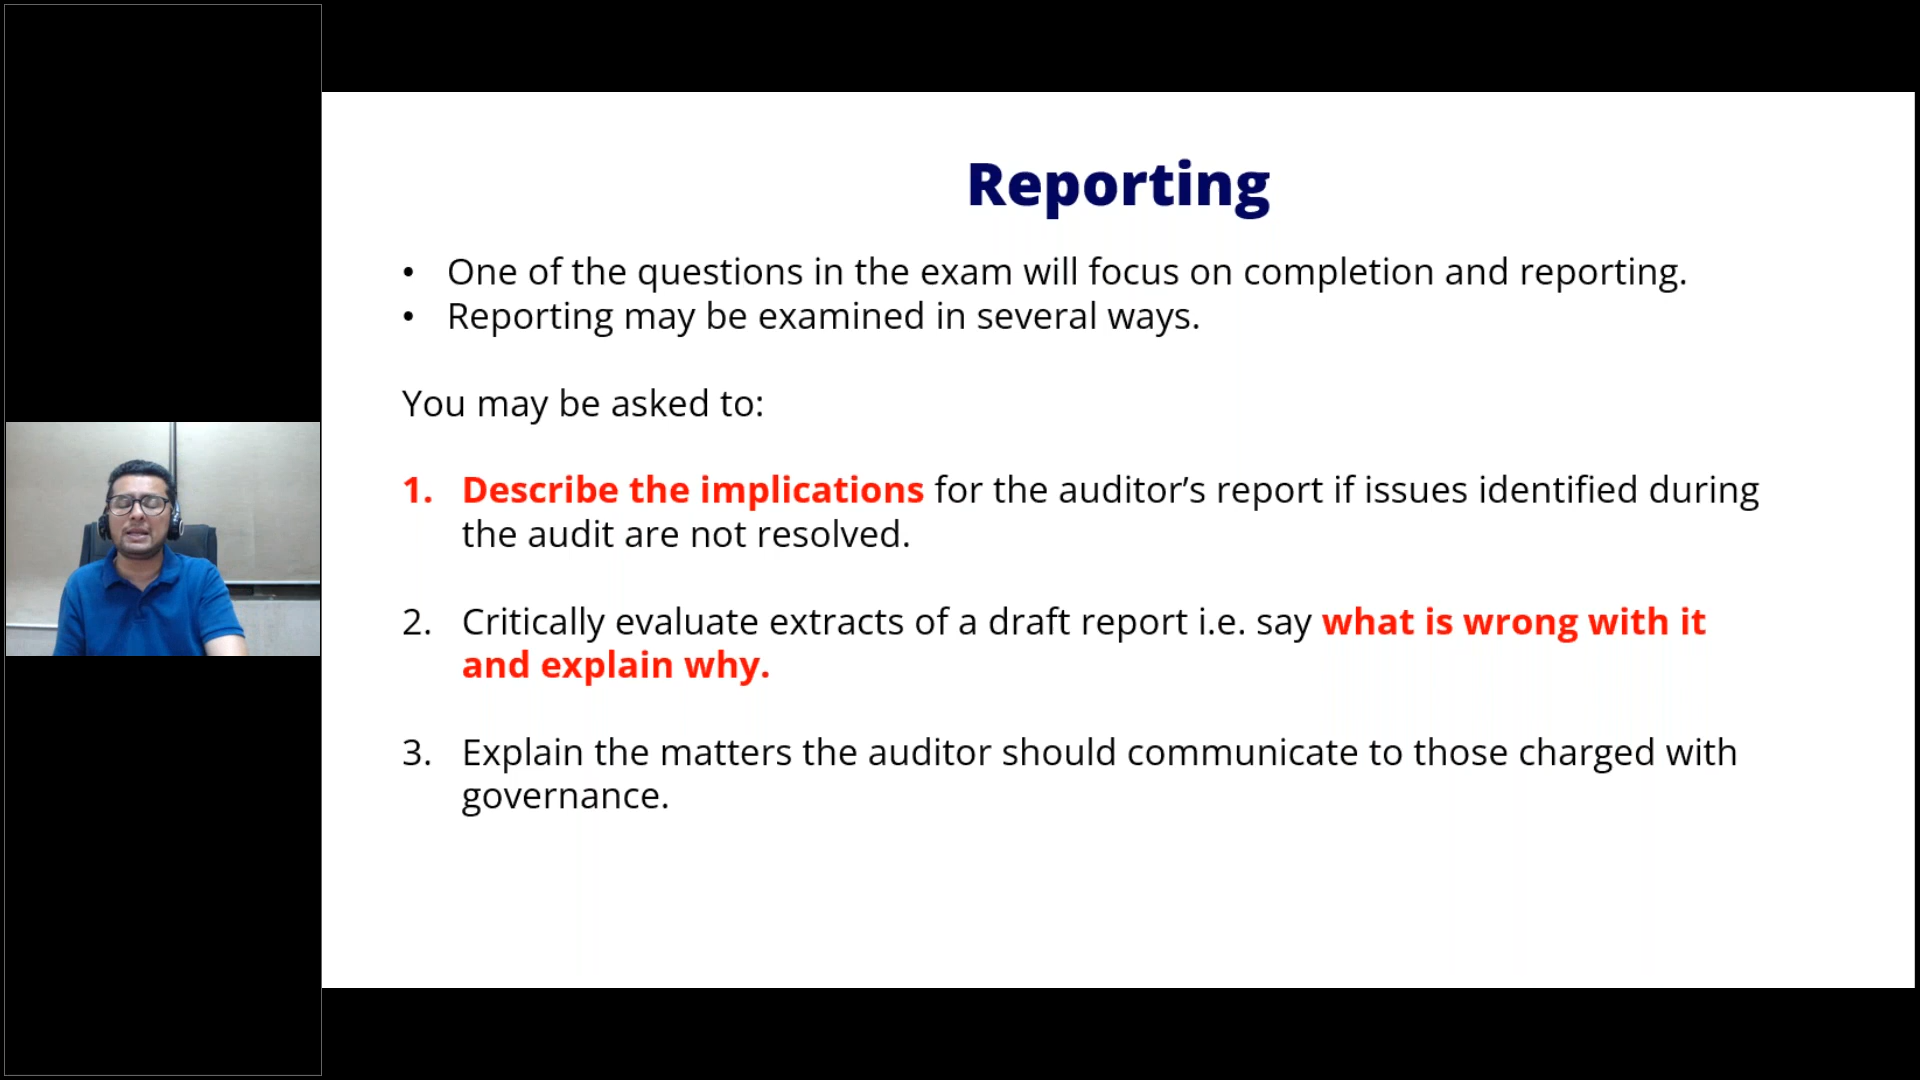 Reporting
• One of the questions in the exam will focus on completion and reporting.
• Reporting may be examined in several ways.
You may be asked to:
1. Describe the implications for the auditor’s report if issues identified during
the audit are not resolved.
2. Critically evaluate extracts of a draft report i.e. say what is wrong with it
and explain why.
3. Explain the matters the auditor should communicate to those charged with
governance.